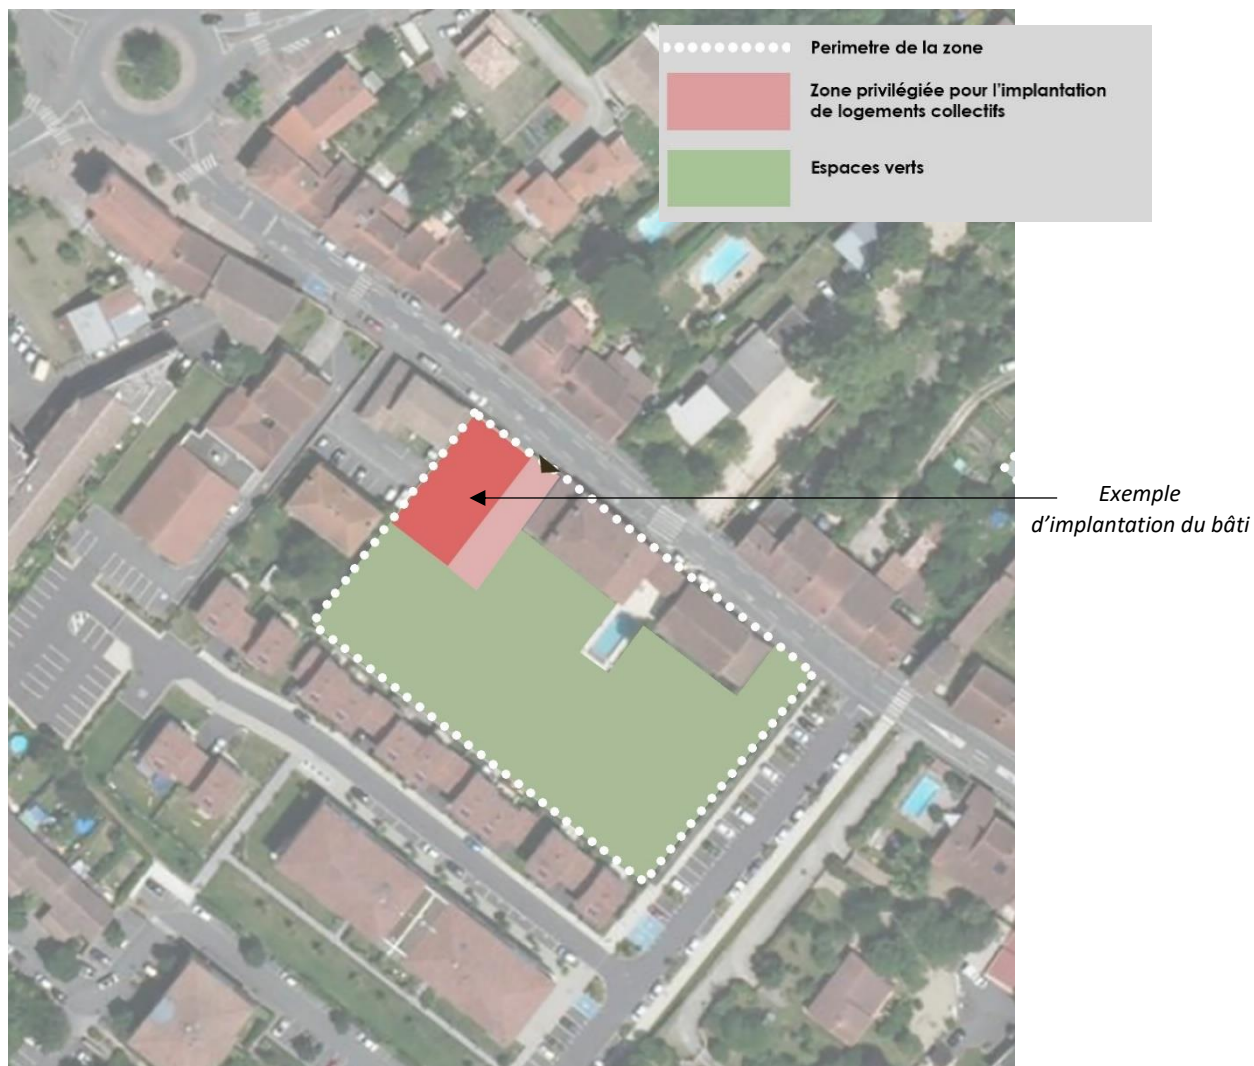 Perimetre de la zone
Zone privilégiée pour l'implantation
de logements collectifs
Espaces verts
Exemple
d'implantation du bâti